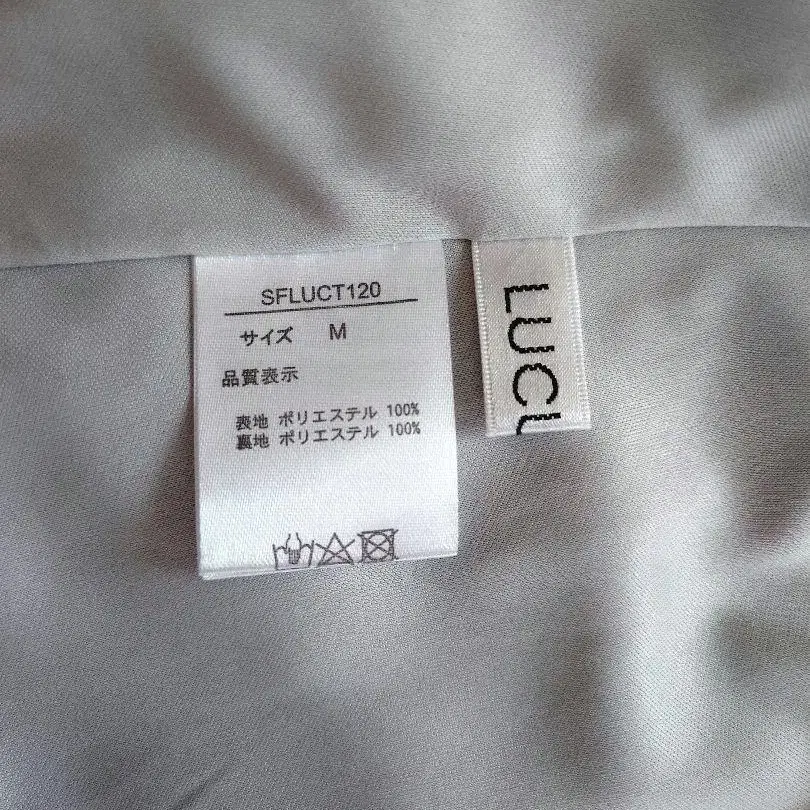 SFLUCT120
サイズ M
品質表示
表地 ポリエステル 100%
裏地 ポリエステル 100%
LUC